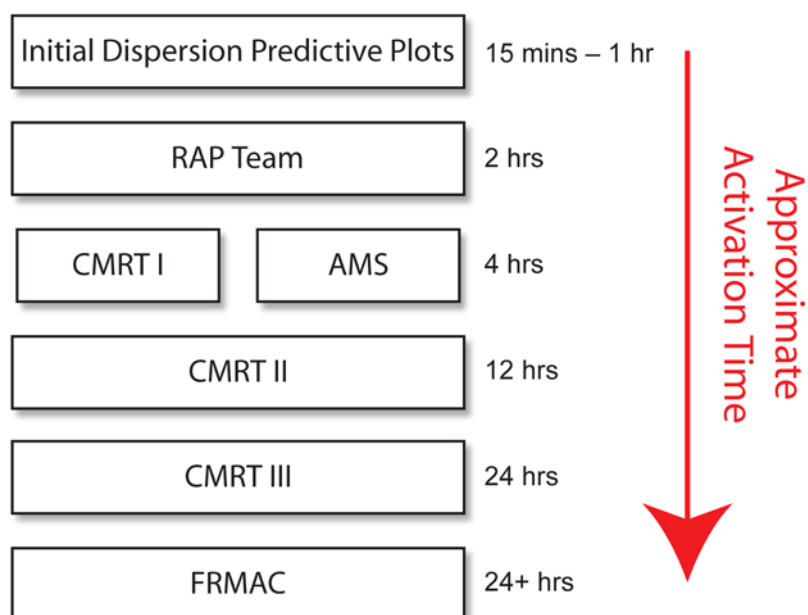 Initial Dispersion Predictive Plots 15 mins – 1 hr
RAP Team 2 hrs
CMRT I AMS 4 hrs
CMRT II 12 hrs
CMRT III 24 hrs
FRMAC 24+ hrs
Approximate
Activation Time